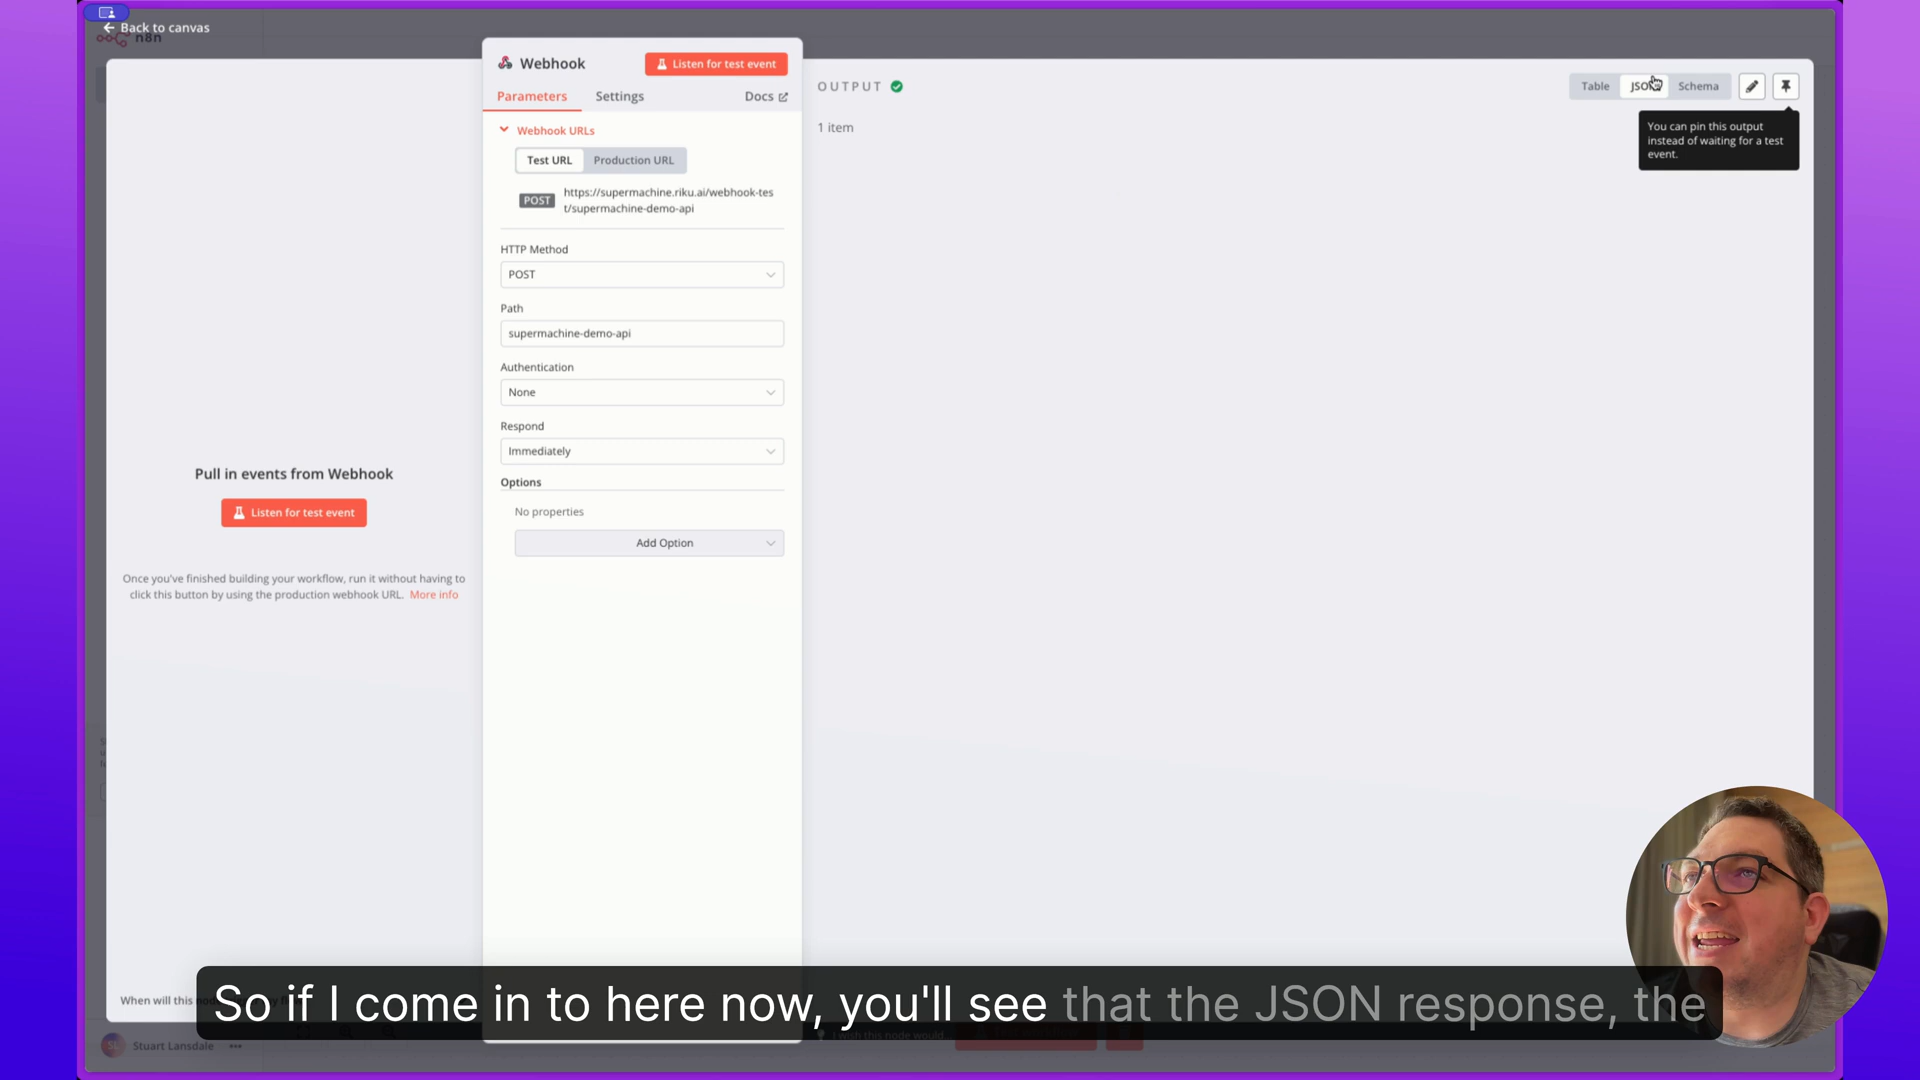 Back to canvas
n8n
Webhook
Listen for test event
Parameters
Settings
Docs
Webhook URLs
Test URL
Production URL
POST
https://supermachine.riku.ai/webhook-tes
t/supermachine-demo-api
HTTP Method
POST
Path
supermachine-demo-api
Authentication
None
Respond
Immediately
Options
No properties
Add Option
OUTPUT
1 item
Table
JSON
Schema
You can pin this output
instead of waiting for a test
event.
Pull in events from Webhook
Listen for test event
Once you've finished building your workflow, run it without having to
click this button by using the production webhook URL. More info
When will this
So if I come in to here now, you'll see that the JSON response, the
I wish this node would
Stuart Lansdale